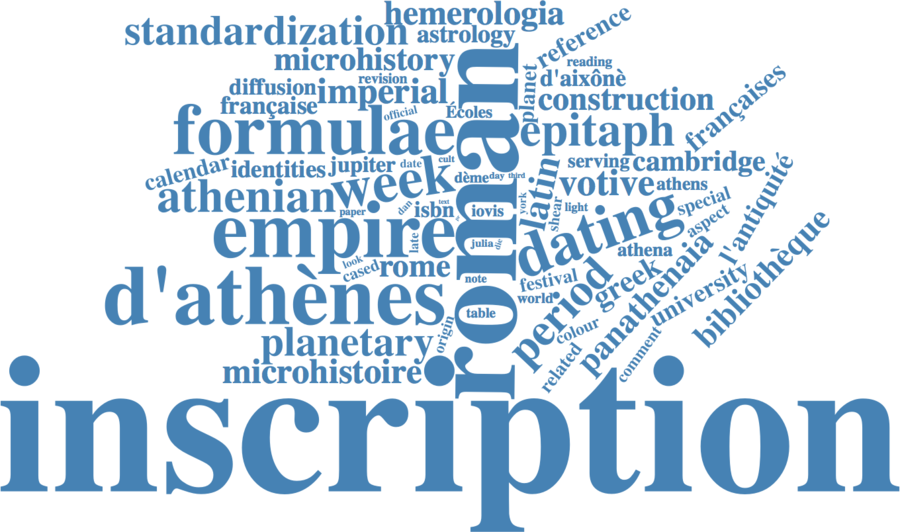 hemerologia
standardization
astrology
reference
microhistory
reading
revision
d'aixônè
planet
diffusion
imperial
construction
française
official
Écoles
françaises
formulae
roman
epitaph
calendar
identities
jupiter
date
cult
serving
cambridge
week
dème
day
third
latin
votive
athens
athenian
paper
dan
isbn
text
iovis
york
shear
light
special
l'antiquité
empire
late
julia
die
dating
aspect
athena
look
cased
rome
note
festival
greek
panathenaia
university
bibliothèque
d'athènes
world
period
table
origin
colour
planetary
related
comment
microhistoire
inscription